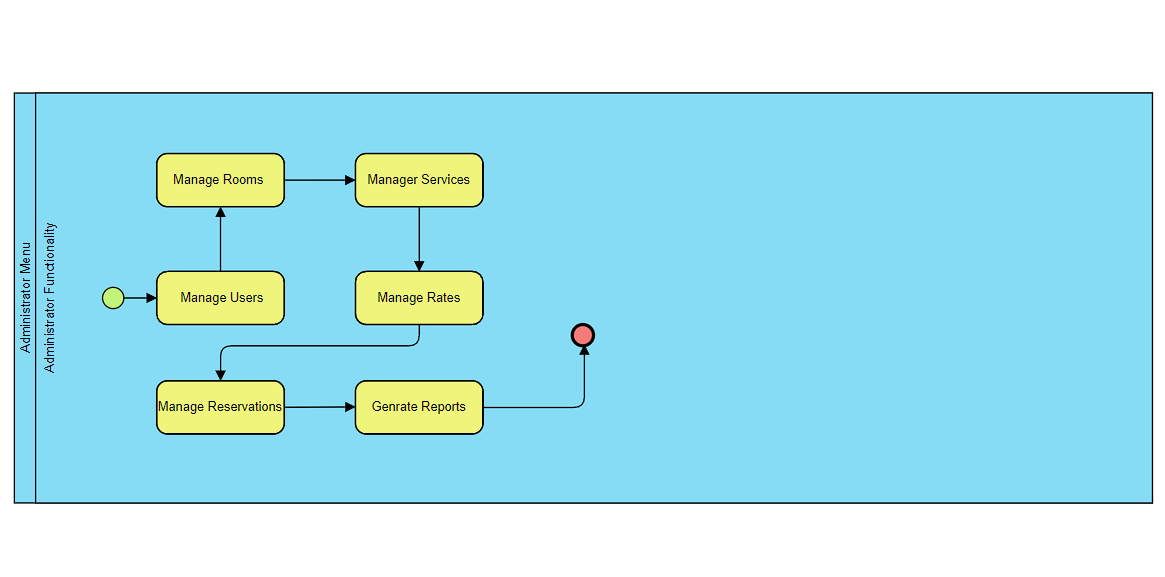 Administrator Menu
Administrator Functionality
Manage Rooms
Manager Services
Manage Users
Manage Rates
Manage Reservations
Genrate Reports